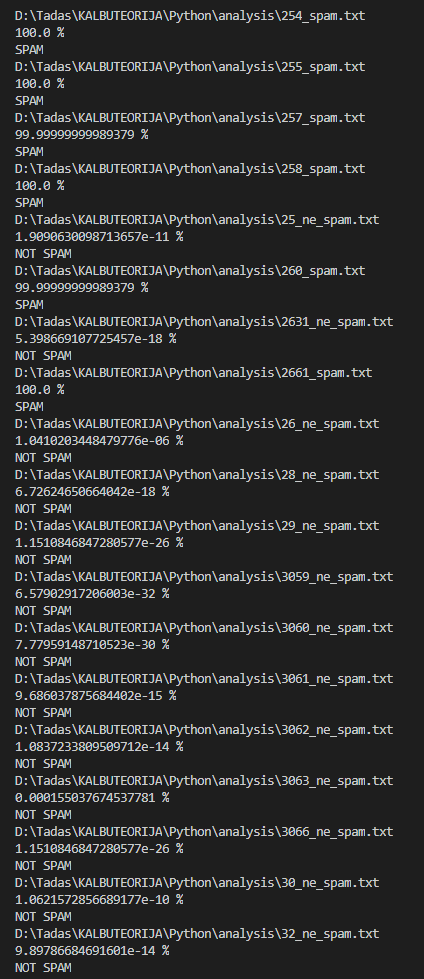 D:\Tadas\KALBUTEORIJA\Python\analysis\254_spam.txt
100.0 %
SPAM
D:\Tadas\KALBUTEORIJA\Python\analysis\255_spam.txt
100.0 %
SPAM
D:\Tadas\KALBUTEORIJA\Python\analysis\257_spam.txt
99.99999999989379 %
SPAM
D:\Tadas\KALBUTEORIJA\Python\analysis\258_spam.txt
100.0 %
SPAM
D:\Tadas\KALBUTEORIJA\Python\analysis\25_ne_spam.txt
1.9090630098713657e-11 %
NOT SPAM
D:\Tadas\KALBUTEORIJA\Python\analysis\260_spam.txt
99.99999999989379 %
SPAM
D:\Tadas\KALBUTEORIJA\Python\analysis\2631_ne_spam.txt
5.398669107725457e-18 %
NOT SPAM
D:\Tadas\KALBUTEORIJA\Python\analysis\2661_spam.txt
100.0 %
SPAM
D:\Tadas\KALBUTEORIJA\Python\analysis\26_ne_spam.txt
1.0410203448479776e-06 %
NOT SPAM
D:\Tadas\KALBUTEORIJA\Python\analysis\28_ne_spam.txt
6.72624650664042e-18 %
NOT SPAM
D:\Tadas\KALBUTEORIJA\Python\analysis\29_ne_spam.txt
1.1510846847280577e-26 %
NOT SPAM
D:\Tadas\KALBUTEORIJA\Python\analysis\3059_ne_spam.txt
6.57902917206003e-32 %
NOT SPAM
D:\Tadas\KALBUTEORIJA\Python\analysis\3060_ne_spam.txt
7.77959148710523e-30 %
NOT SPAM
D:\Tadas\KALBUTEORIJA\Python\analysis\3061_ne_spam.txt
9.686037875684402e-15 %
NOT SPAM
D:\Tadas\KALBUTEORIJA\Python\analysis\3062_ne_spam.txt
1.0837233809509712e-14 %
NOT SPAM
D:\Tadas\KALBUTEORIJA\Python\analysis\3063_ne_spam.txt
0.000155037674537781 %
NOT SPAM
D:\Tadas\KALBUTEORIJA\Python\analysis\3066_ne_spam.txt
1.1510846847280577e-26 %
NOT SPAM
D:\Tadas\KALBUTEORIJA\Python\analysis\30_ne_spam.txt
1.0621572856689177e-10 %
NOT SPAM
D:\Tadas\KALBUTEORIJA\Python\analysis\32_ne_spam.txt
9.89786684691601e-14 %
NOT SPAM